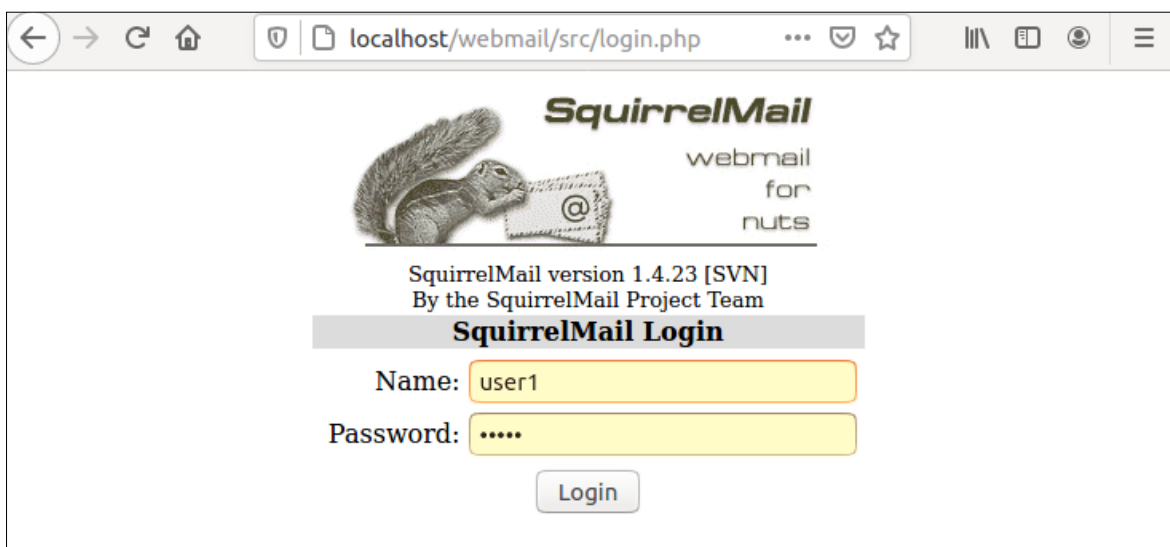 localhost/webmail/src/login.php
SquirrelMail
webmail
for
nuts
@
SquirrelMail version 1.4.23 [SVN]
By the SquirrelMail Project Team
SquirrelMail Login
Name: user1
Password: •••••
Login